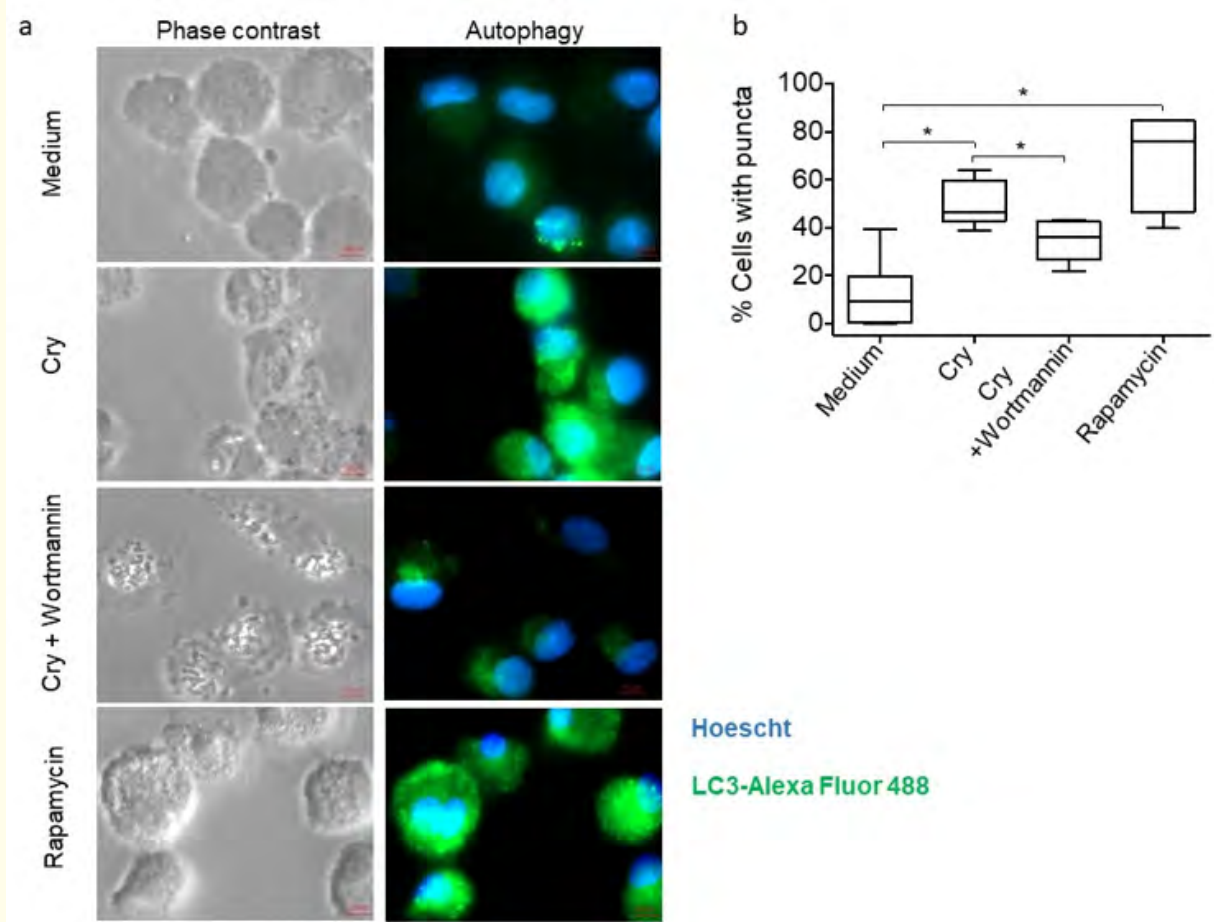 a
Phase contrast
Autophagy
Medium
Cry
Cry + Wortmannin
Rapamycin
b
% Cells with puncta
100
80
60
40
20
0
*
*
*
Medium
Cry
Cry
+Wortmannin
Rapamycin
Hoescht
LC3-Alexa Fluor 488